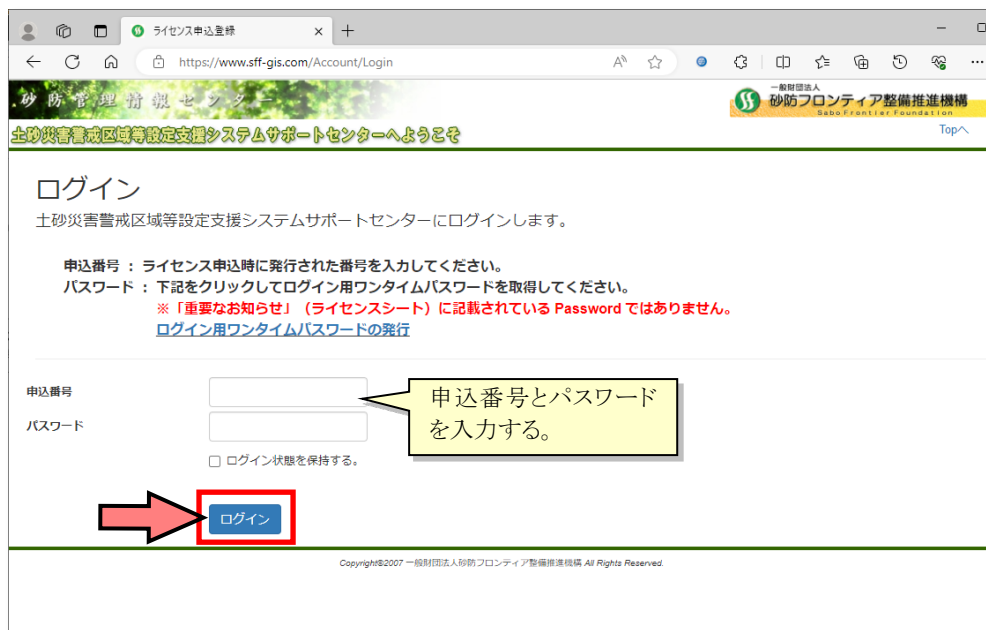 ライセンス申込登録
https://www.sff-gis.com/Account/Login
砂防管理情報センター
一般財団法人
砂防フロンティア整備推進機構
Sabo Frontier Foundation
土砂災害警戒区域等設定支援システムサポートセンターへようこそ
Topへ
ログイン
土砂災害警戒区域等設定支援システムサポートセンターにログインします。
申込番号 : ライセンス申込時に発行された番号を入力してください。
パスワード : 下記をクリックしてログイン用ワンタイムパスワードを取得してください。
※「重要なお知らせ」(ライセンスシート)に記載されている Password ではありません。
ログイン用ワンタイムパスワードの発行
申込番号
申込番号とパスワード
を入力する。
パスワード
ログイン状態を保持する。
ログイン
Copyright©2007 一般財団法人砂防フロンティア整備推進機構 All Rights Reserved.